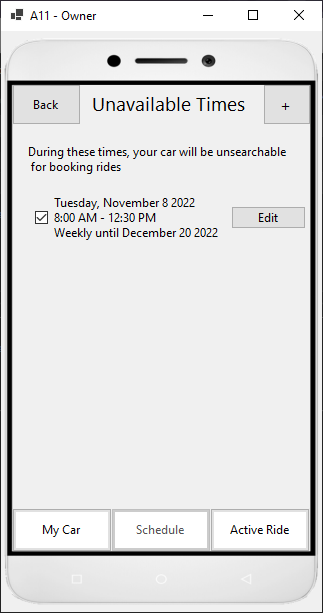 A11 - Owner
Back
Unavailable Times
+
During these times, your car will be unsearchable
for booking rides
Tuesday, November 8 2022
8:00 AM - 12:30 PM
Weekly until December 20 2022
Edit
My Car
Schedule
Active Ride